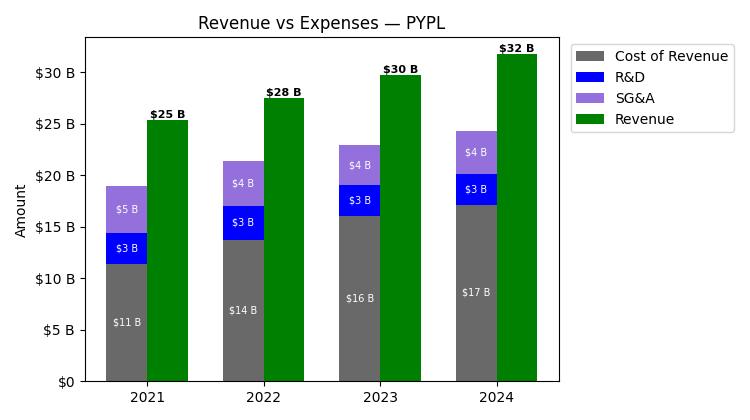 Revenue vs Expenses — PYPL
Cost of Revenue
R&D
SG&A
Revenue
Amount
$30 B
$25 B
$20 B
$15 B
$10 B
$5 B
$0
$25 B
$28 B
$30 B
$32 B
$5 B
$4 B
$4 B
$4 B
$3 B
$3 B
$3 B
$3 B
$11 B
$14 B
$16 B
$17 B
2021
2022
2023
2024